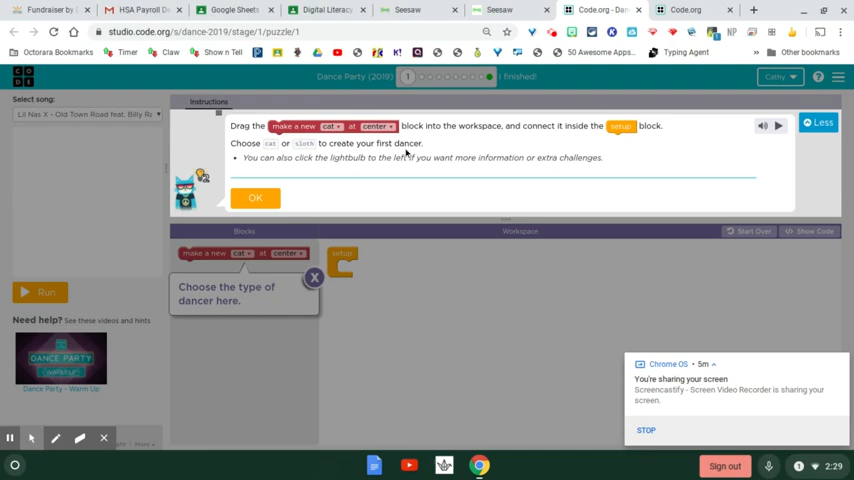 Fundraiser by C
HSA Payroll De
Google Sheets
Digital Literacy
Seesaw
Seesaw
Code.org - Dan
Code.org
studio.code.org/s/dance-2019/stage/1/puzzle/1
Octorara Bookmarks
Timer
Claw
Show n Tell
50 Awesome Apps...
Typing Agent
Other bookmarks
Dance Party (2019)
1
I finished!
Cathy
Select song:
Lil Nas X - Old Town Road feat. Billy Ra
Instructions
Drag the make a new cat at center block into the workspace, and connect it inside the setup block.
Less
Choose cat or sloth to create your first dancer.
• You can also click the lightbulb to the left if you want more information or extra challenges.
2
OK
Blocks
Workspace
Start Over
</> Show Code
make a new cat at center
setup
Choose the type of
dancer here.
X
Run
Need help? See these videos and hints
DANCE
PARTY
WARMUP
Dance Party - Warm Up
Chrome OS • 5m
You're sharing your screen
Screencastify - Screen Video Recorder is sharing your
screen.
STOP
More
Sign out
1
2:29